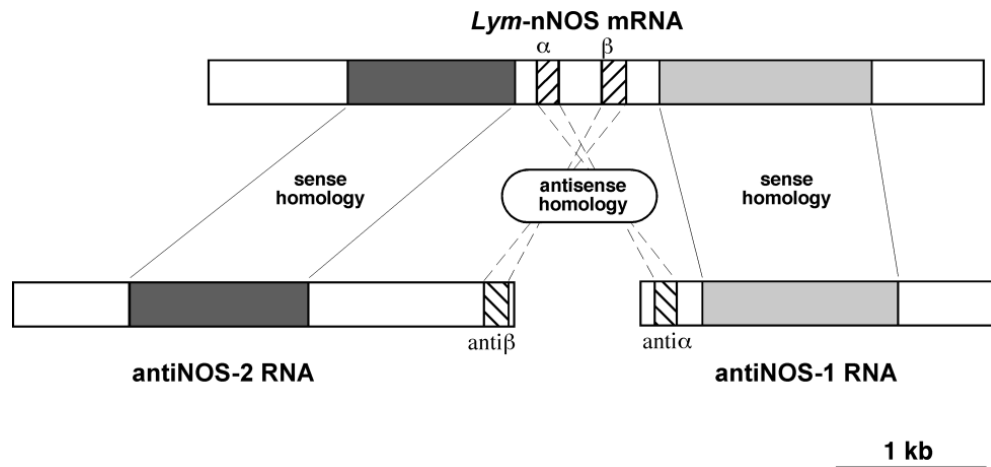 Lym-nNOS mRNA
α β
sense
homology
antisense
homology
sense
homology
antiβ
antiα
antiNOS-2 RNA
antiNOS-1 RNA
1 kb